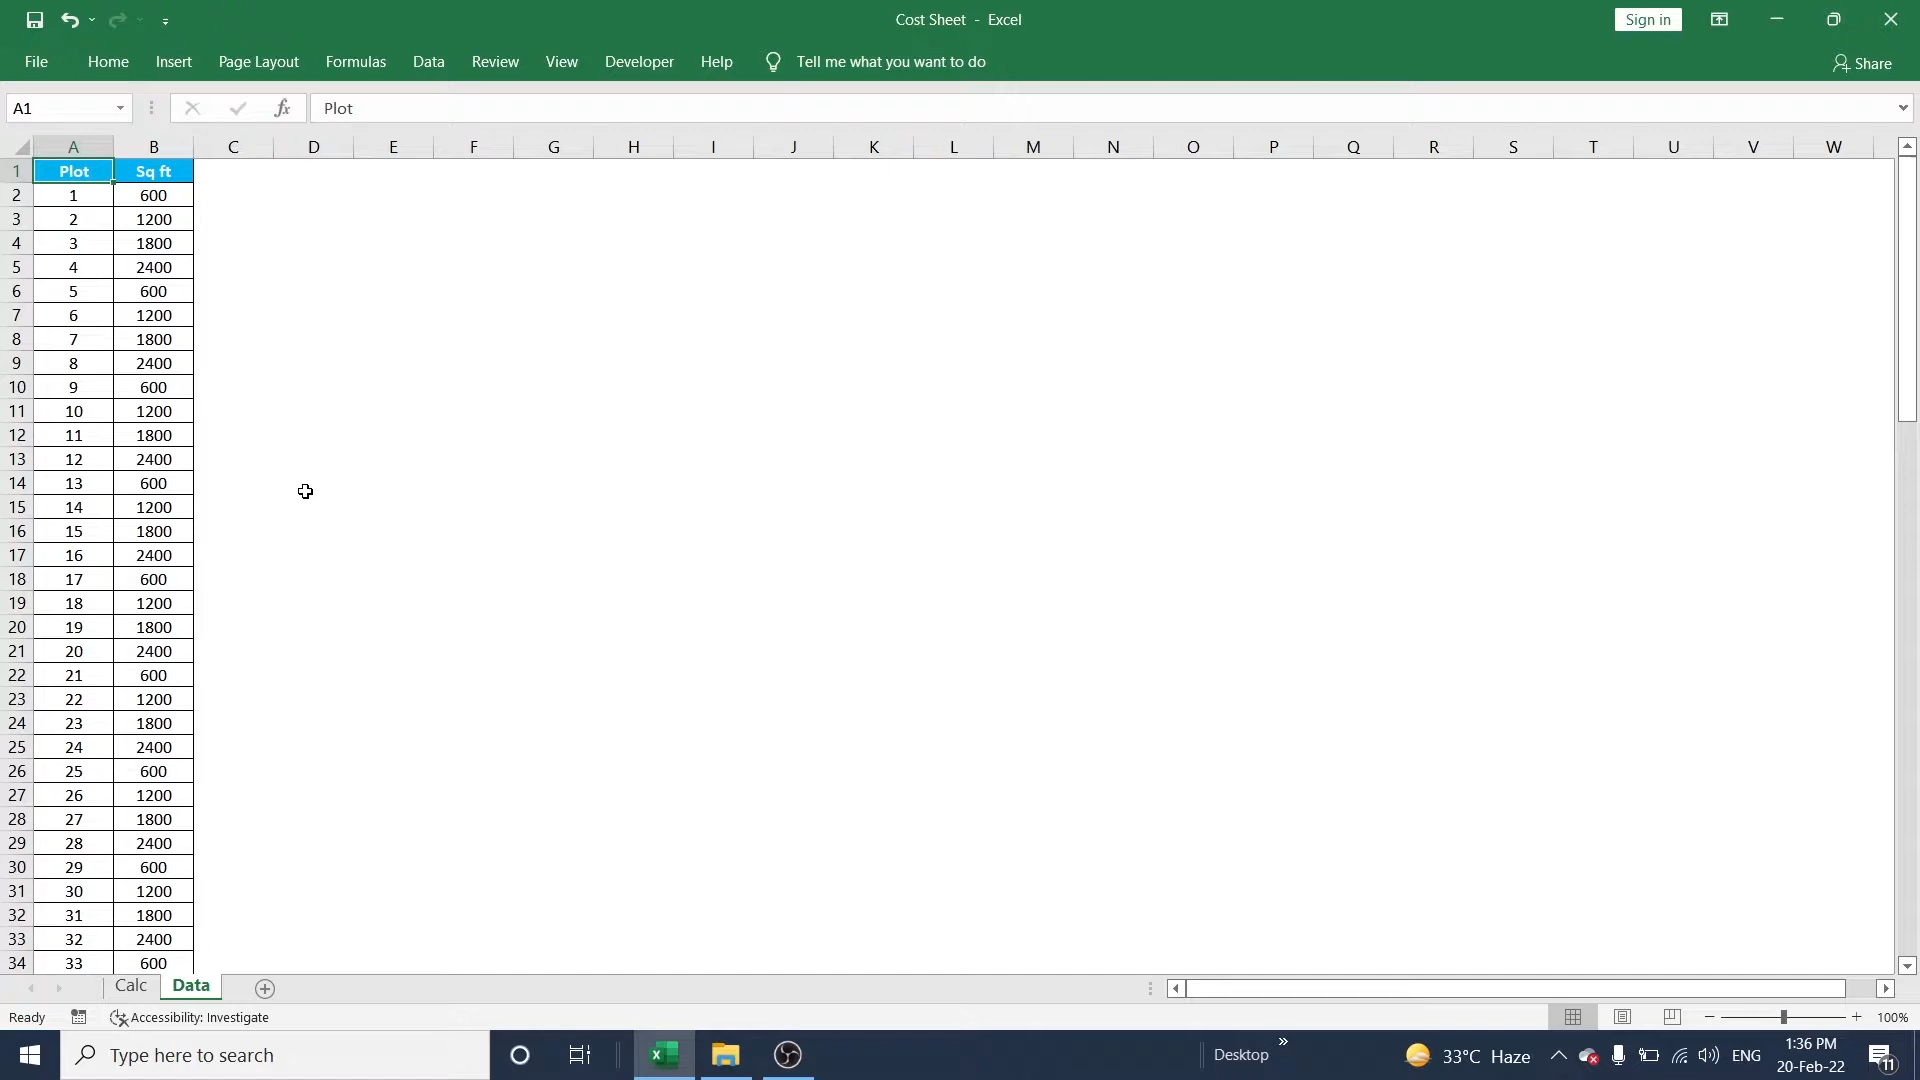 Cost Sheet - Excel
Sign in
File Home Insert Page Layout Formulas Data Review View Developer Help Tell me what you want to do Share
A1 fx Plot
A B C D E F G H I J K L M N O P Q R S T U V W
1 Plot Sq ft
2 1 600
3 2 1200
4 3 1800
5 4 2400
6 5 600
7 6 1200
8 7 1800
9 8 2400
10 9 600
11 10 1200
12 11 1800
13 12 2400
14 13 600
15 14 1200
16 15 1800
17 16 2400
18 17 600
19 18 1200
20 19 1800
21 20 2400
22 21 600
23 22 1200
24 23 1800
25 24 2400
26 25 600
27 26 1200
28 27 1800
29 28 2400
30 29 600
31 30 1200
32 31 1800
33 32 2400
34 33 600
Calc Data
Ready Accessibility: Investigate 100%
Type here to search Desktop » 33°C Haze ENG 1:36 PM 11
20-Feb-22